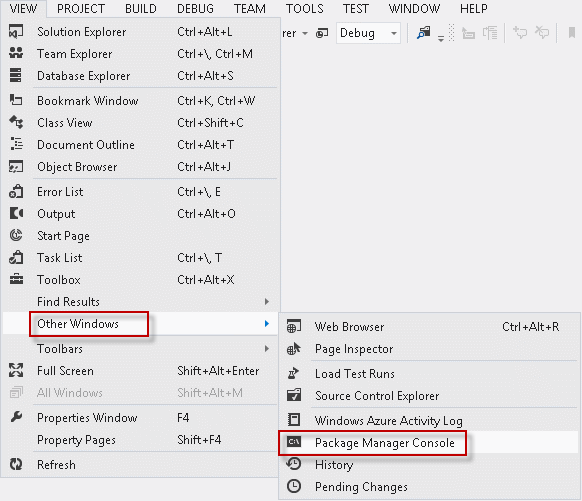 VIEW PROJECT BUILD DEBUG TEAM TOOLS TEST WINDOW HELP
Solution Explorer Ctrl+Alt+L
Debug
Team Explorer Ctrl+\, Ctrl+M
Database Explorer Ctrl+Alt+S
Bookmark Window Ctrl+K, Ctrl+W
Class View Ctrl+Shift+C
Document Outline Ctrl+Alt+T
Object Browser Ctrl+Alt+J
Error List Ctrl+\, E
Output Ctrl+Alt+O
Start Page
Task List Ctrl+\, T
Toolbox Ctrl+Alt+X
Find Results
Other Windows
Toolbars
Full Screen Shift+Alt+Enter
All Windows Shift+Alt+M
Properties Window F4
Property Pages Shift+F4
Refresh
Web Browser Ctrl+Alt+R
Page Inspector
Load Test Runs
Source Control Explorer
Windows Azure Activity Log
C:\ Package Manager Console
History
Pending Changes